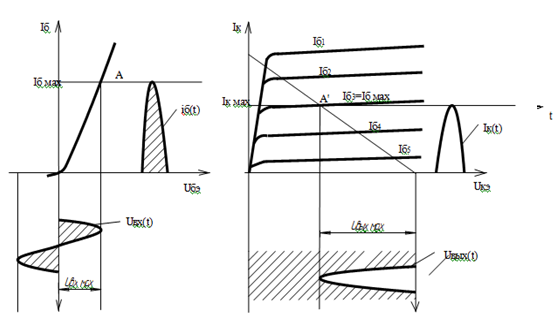 Iб
Iб мах
A
iб(t)
Uбэ
Uвх(t)
Uвх мах
Iк
Iб1
Iб2
Iк мах
A'
Iб3=Iб мах
Iб4
Iб5
Iк(t)
t
Uкэ
Uвых мах
Uвых(t)